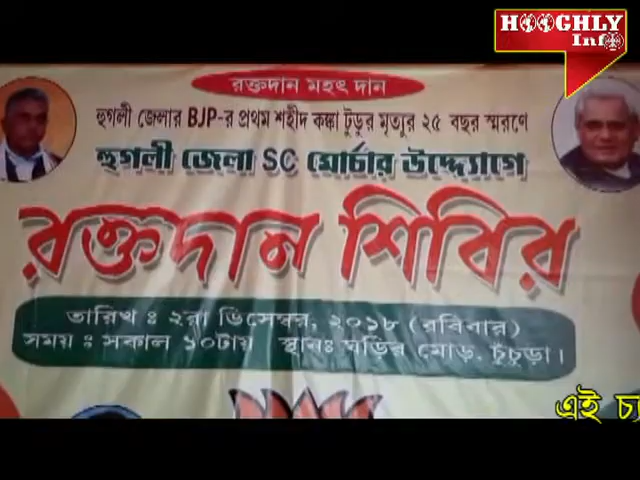 HOOGHLY
Info
রক্তদান মহৎ দান
হুগলী জেলার BJP-র প্রথম শহীদ কঙ্কা টুডুর মৃত্যুর ২৫ বছর স্মরণে
হুগলী জেলা SC মোর্চার উদ্দ্যোগে
রক্তদান শিবির
তারিখ : ২রা ডিসেম্বর, ২০১৮ (রবিবার)
সময় : সকাল ১০টায় স্থানঃ ঘড়ির মোড়, চুঁচুড়া।
এই